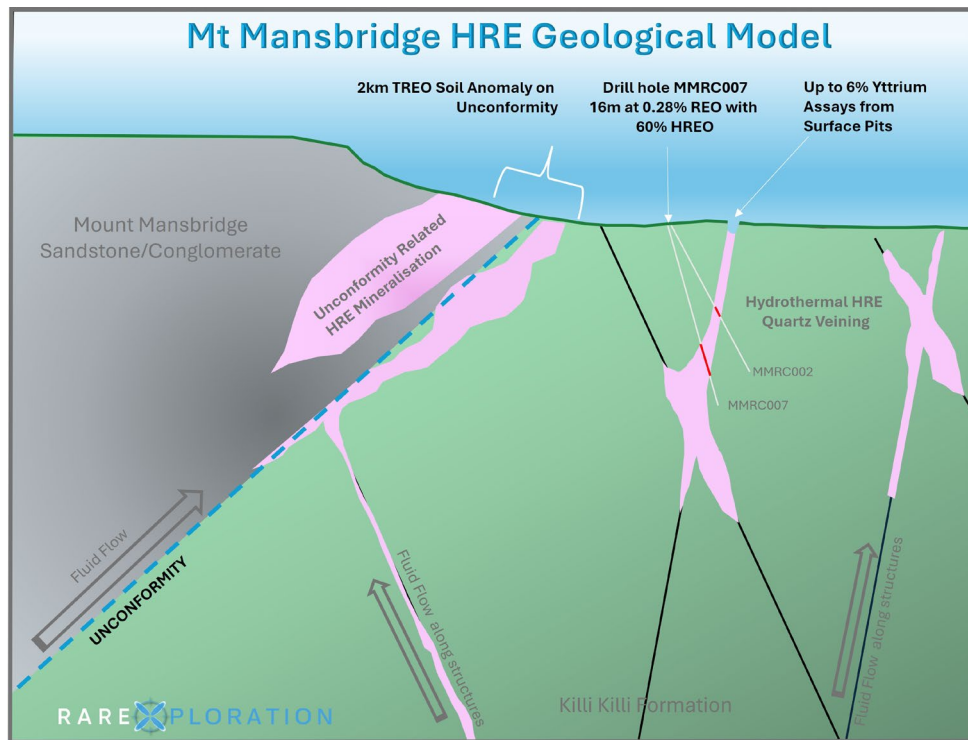 Mt Mansbridge HRE Geological Model
2km TREO Soil Anomaly on
Unconformity
Drill hole MMRC007
16m at 0.28% REO with
60% HREO
Up to 6% Yttrium
Assays from
Surface Pits
Mount Mansbridge
Sandstone/Conglomerate
Unconformity Related
HRE Mineralisation
Hydrothermal HRE
Quartz Veining
MMRC002
MMRC007
Fluid Flow
UNCONFORMITY
Fluid Flow along structures
Fluid Flow along structures
Killi Killi Formation
RAREXPLORATION